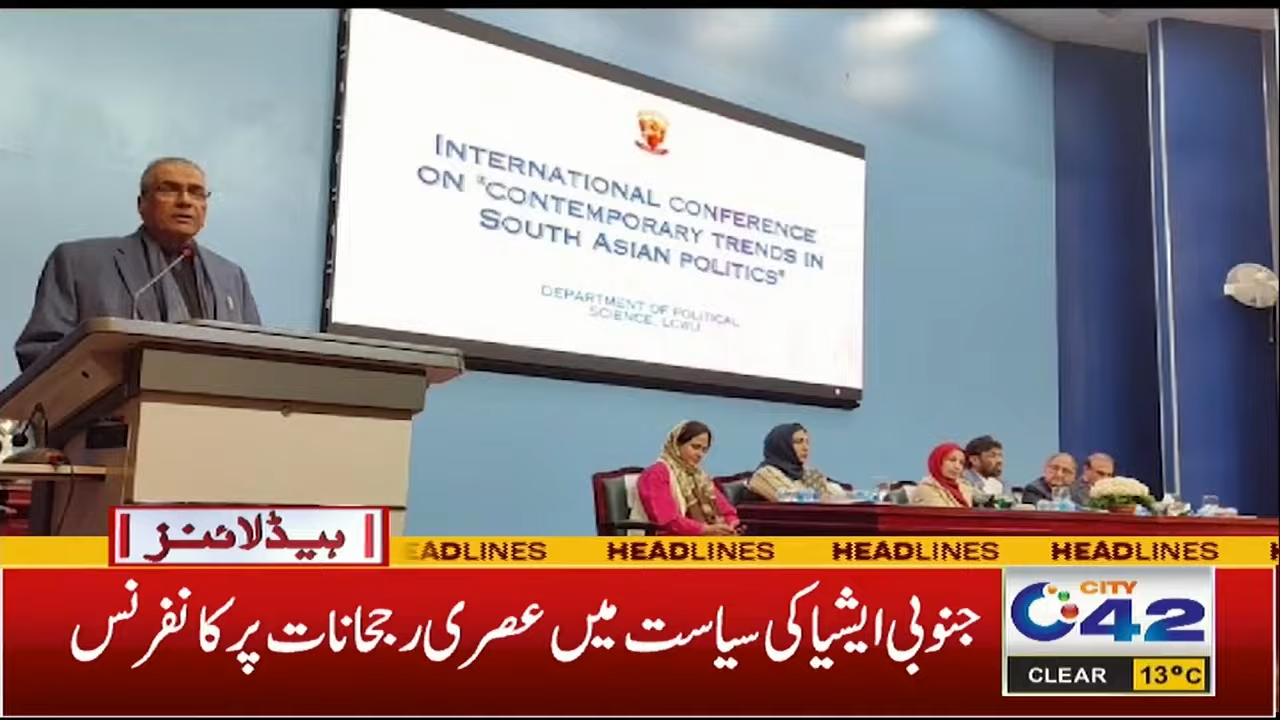 INTERNATIONAL CONFERENCE
ON "CONTEMPORARY TRENDS IN
SOUTH ASIAN POLITICS"
DEPARTMENT OF POLITICAL
SCIENCE, LCWU
ہیڈلائنز
EADLINES HEADLINES HEADLINES HEADLINES H
جنوبی ایشیا کی سیاست میں عصری رجحانات پر کانفرنس
CITY
42
CLEAR 13°C